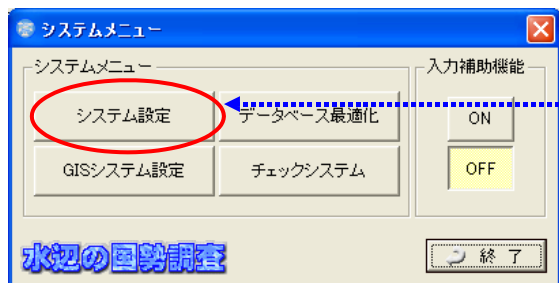 システムメニュー
システムメニュー
入力補助機能
システム設定
データベース最適化
ON
GISシステム設定
チェックシステム
OFF
水辺の国勢調査
終 了